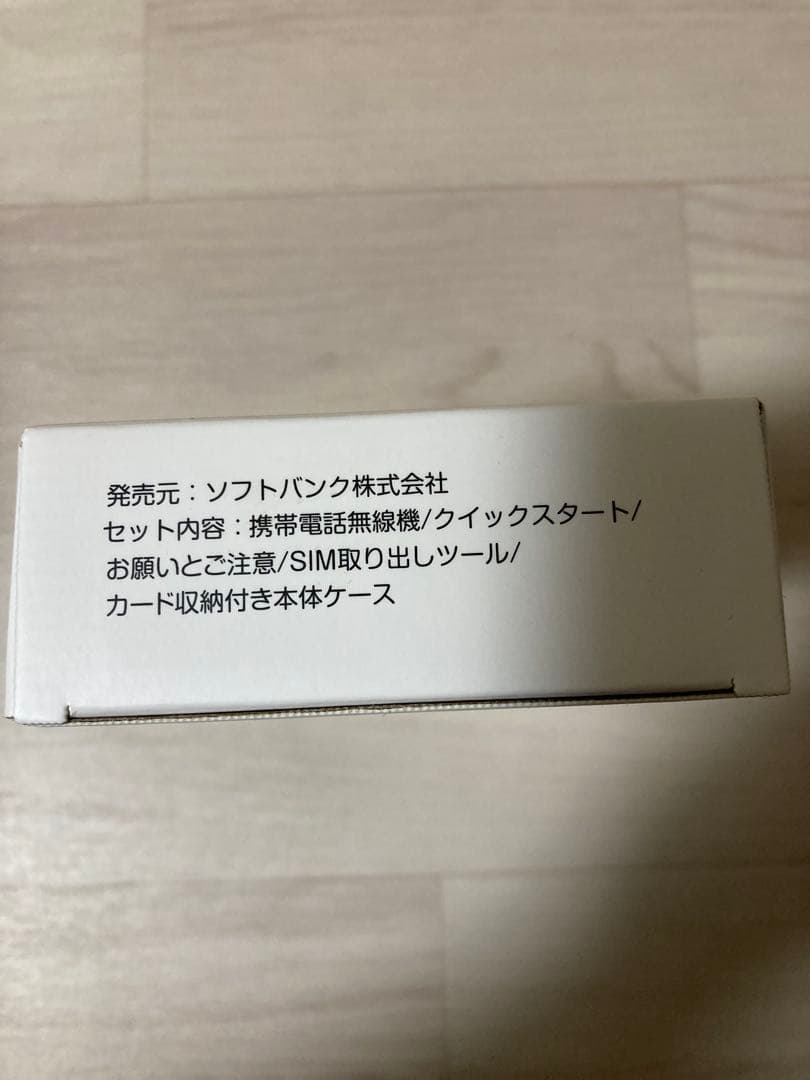 発売元：ソフトバンク株式会社
セット内容：携帯電話無線機/クイックスタート/
お願いとご注意/SIM取り出しツール/
カード収納付き本体ケース